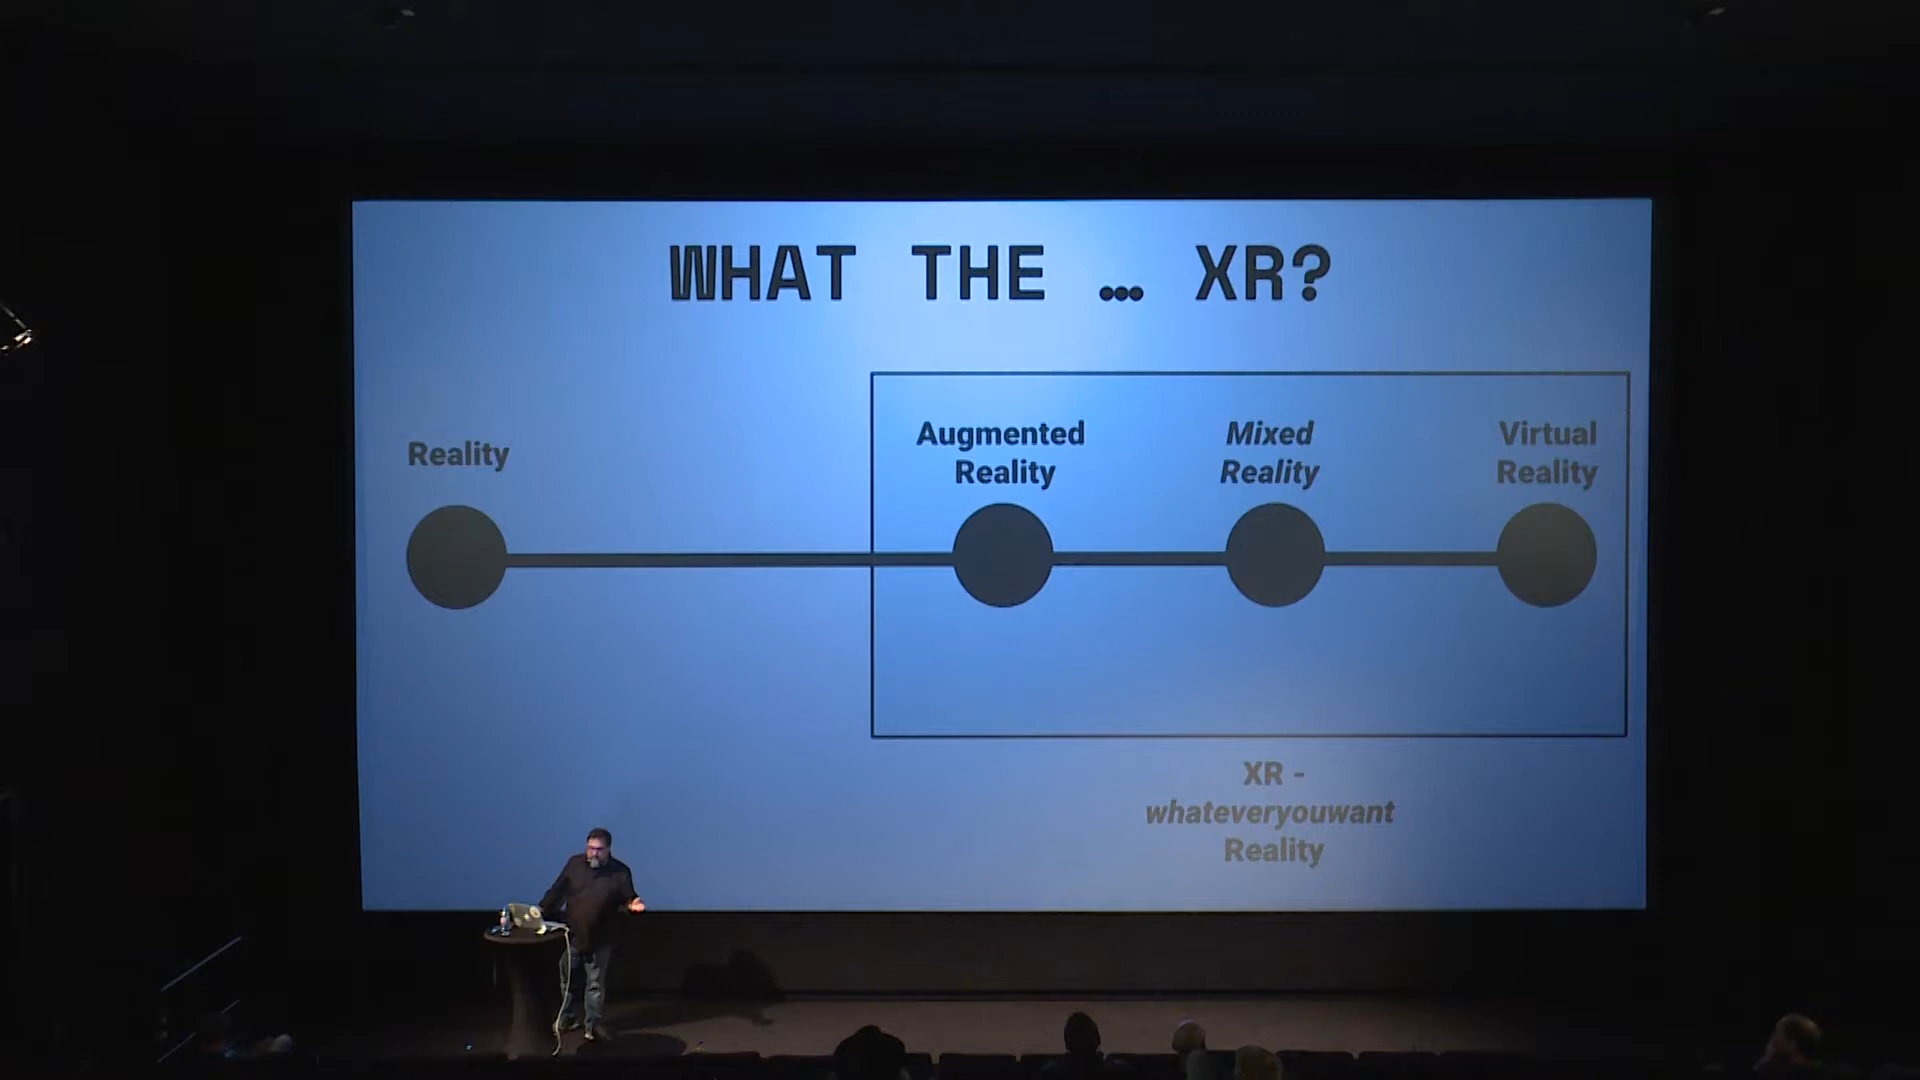 WHAT THE ... XR?
Reality
Augmented
Reality
Mixed
Reality
Virtual
Reality
XR -
whateveryouwant
Reality